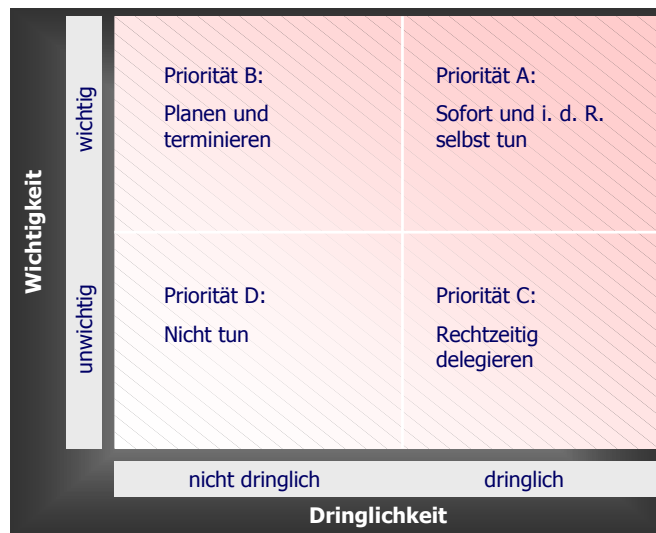 Priorität B:
Planen und
terminieren
Priorität A:
Sofort und i. d. R.
selbst tun
Priorität D:
Nicht tun
Priorität C:
Rechtzeitig
delegieren
Wichtigkeit
wichtig
unwichtig
nicht dringlich
dringlich
Dringlichkeit